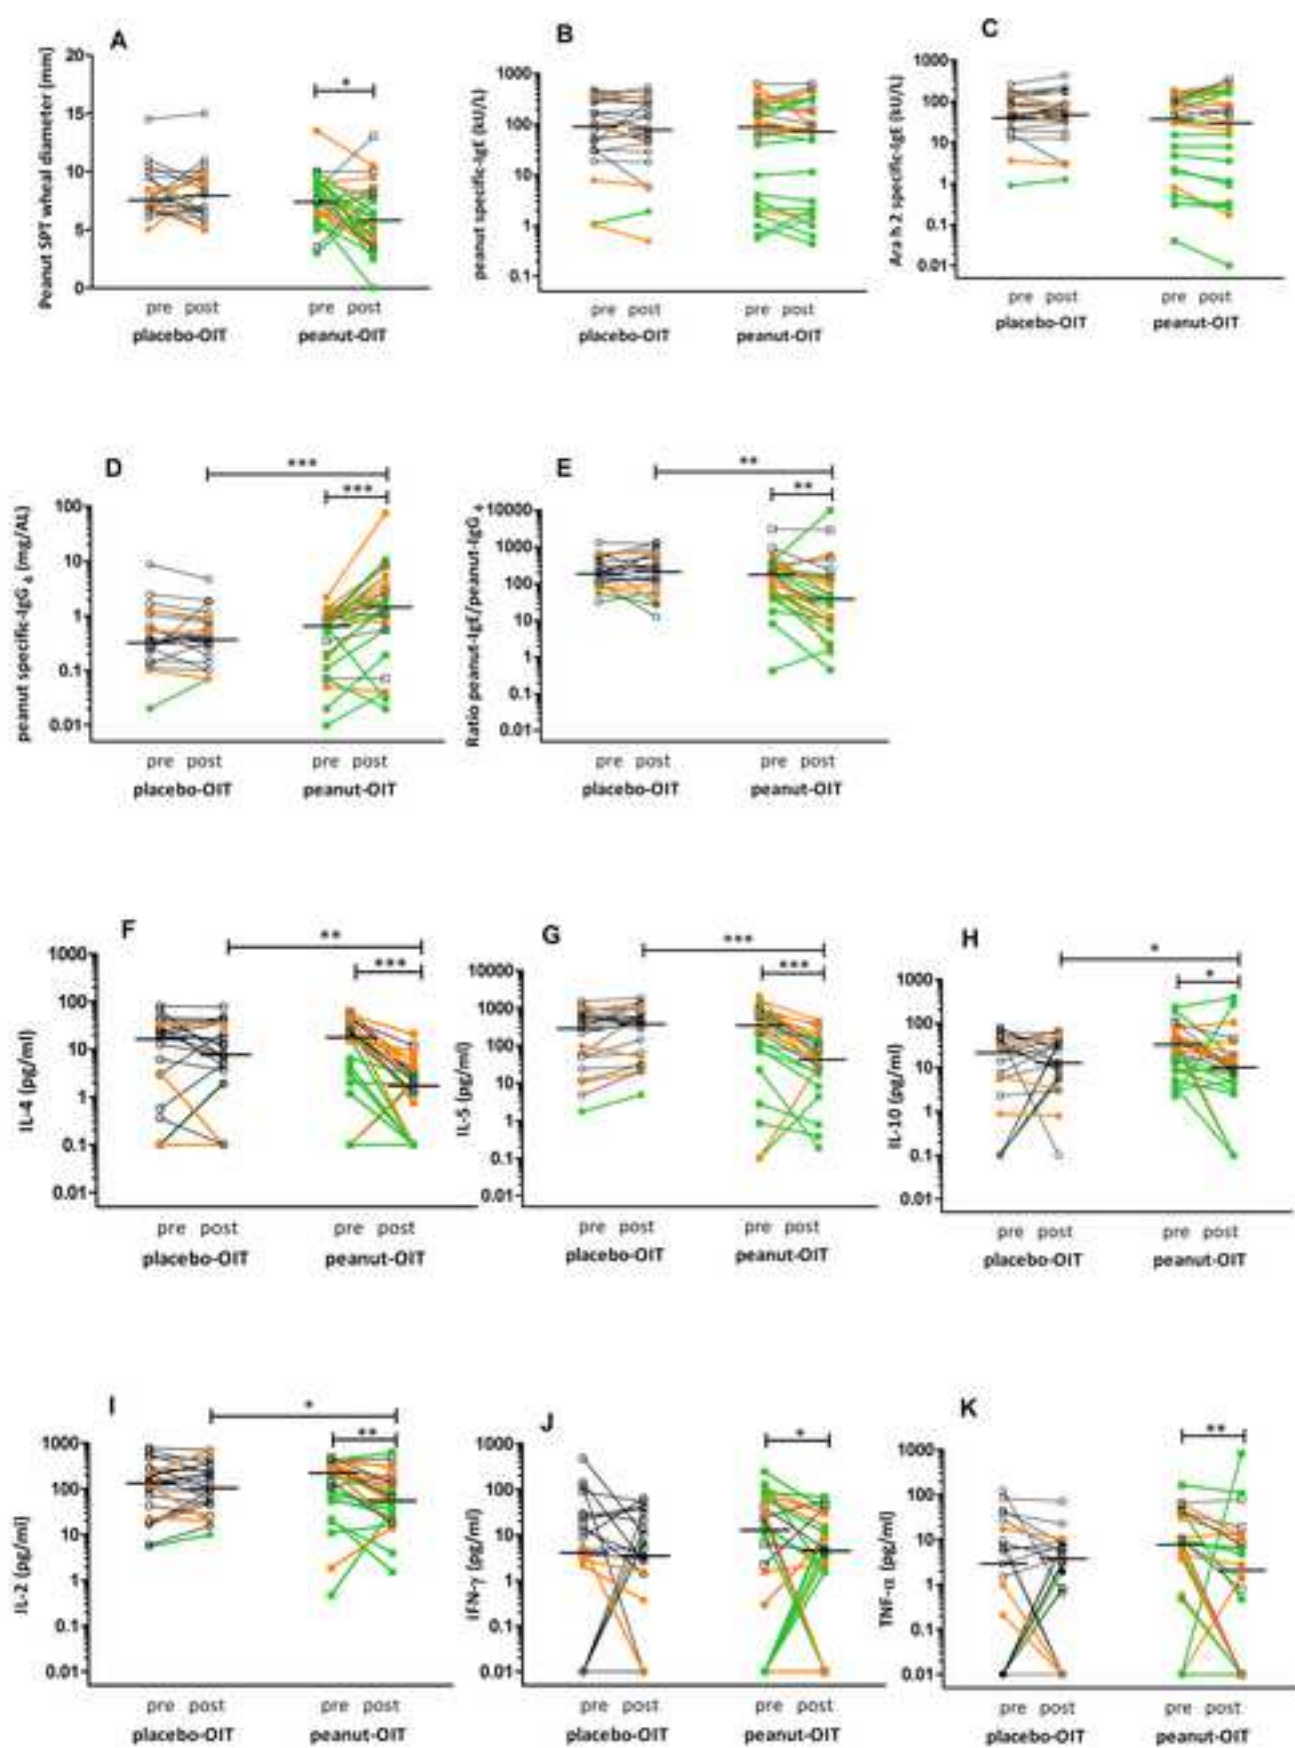 A
Peanut SPT wheal diameter (mm)
20
15
10
5
0
*
pre post pre post
placebo-OIT peanut-OIT
B
peanut specific-IgE (kU/L)
1000
100
10
1
0.1
pre post pre post
placebo-OIT peanut-OIT
C
Ara h 2 specific-IgE (kU/L)
1000
100
10
1
0.1
0.01
pre post pre post
placebo-OIT peanut-OIT
D
peanut specific-IgG 4 (mg/AL)
100
10
1
0.1
0.01
***
***
pre post pre post
placebo-OIT peanut-OIT
E
Ratio peanut-IgE/peanut-IgG 4
10000
1000
100
10
1
0.1
0.01
**
**
pre post pre post
placebo-OIT peanut-OIT
F
IL-4 (pg/ml)
1000
100
10
1
0.1
0.01
**
***
pre post pre post
placebo-OIT peanut-OIT
G
IL-5 (pg/ml)
10000
1000
100
10
1
0.1
0.01
***
***
pre post pre post
placebo-OIT peanut-OIT
H
IL-10 (pg/ml)
1000
100
10
1
0.1
0.01
*
*
pre post pre post
placebo-OIT peanut-OIT
I
IL-2 (pg/ml)
1000
100
10
1
0.1
0.01
*
**
pre post pre post
placebo-OIT peanut-OIT
J
IFN-γ (pg/ml)
1000
100
10
1
0.1
0.01
*
pre post pre post
placebo-OIT peanut-OIT
K
TNF-α (pg/ml)
1000
100
10
1
0.1
0.01
**
pre post pre post
placebo-OIT peanut-OIT